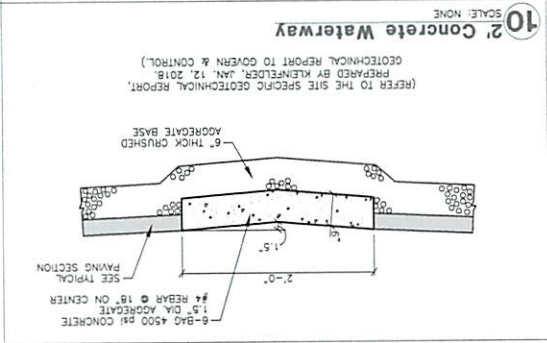 6-BAG 4500 psi CONCRETE
1.5" DIA. AGGREGATE
#4 REBAR @ 18" ON CENTER
2'-0"
SEE TYPICAL
PAVING SECTION
1.5"
6"
6" THICK CRUSHED
AGGREGATE BASE
(REFER TO THE SITE SPECIFIC GEOTECHNICAL REPORT,
PREPARED BY KLEINFELDER, JAN. 12, 2018.
GEOTECHNICAL REPORT TO GOVERN & CONTROL.)
10 2' Concrete Waterway
SCALE: NONE